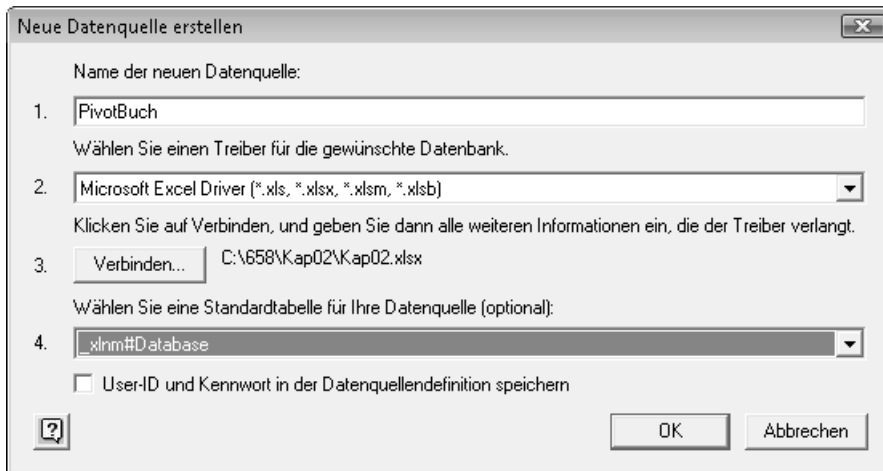 Neue Datenquelle erstellen
Name der neuen Datenquelle:
1. PivotBuch
Wählen Sie einen Treiber für die gewünschte Datenbank.
2. Microsoft Excel Driver (*.xls, *.xlsx, *.xlsm, *.xlsb)
Klicken Sie auf Verbinden, und geben Sie dann alle weiteren Informationen ein, die der Treiber verlangt.
3. Verbinden... C:\658\Kap02\Kap02.xlsx
Wählen Sie eine Standardtabelle für Ihre Datenquelle (optional):
4. _xlnm#Database
User-ID und Kennwort in der Datenquellendefinition speichern
? OK Abbrechen